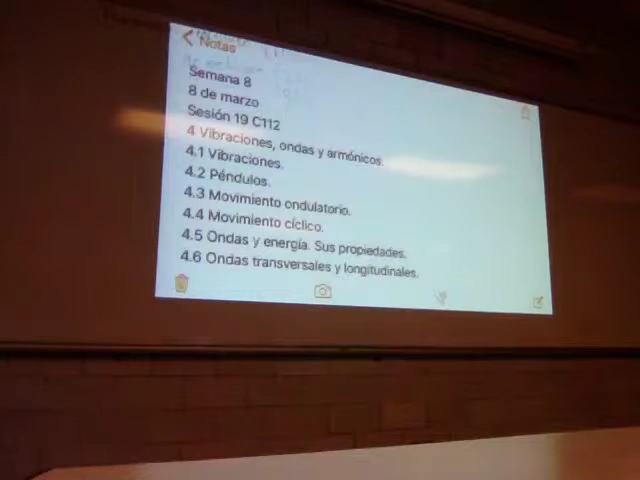 Notas
Semana 8
8 de marzo
Sesión 19 C112
4 Vibraciones, ondas y armónicos.
4.1 Vibraciones.
4.2 Péndulos.
4.3 Movimiento ondulatorio.
4.4 Movimiento cíclico.
4.5 Ondas y energía. Sus propiedades.
4.6 Ondas transversales y longitudinales.